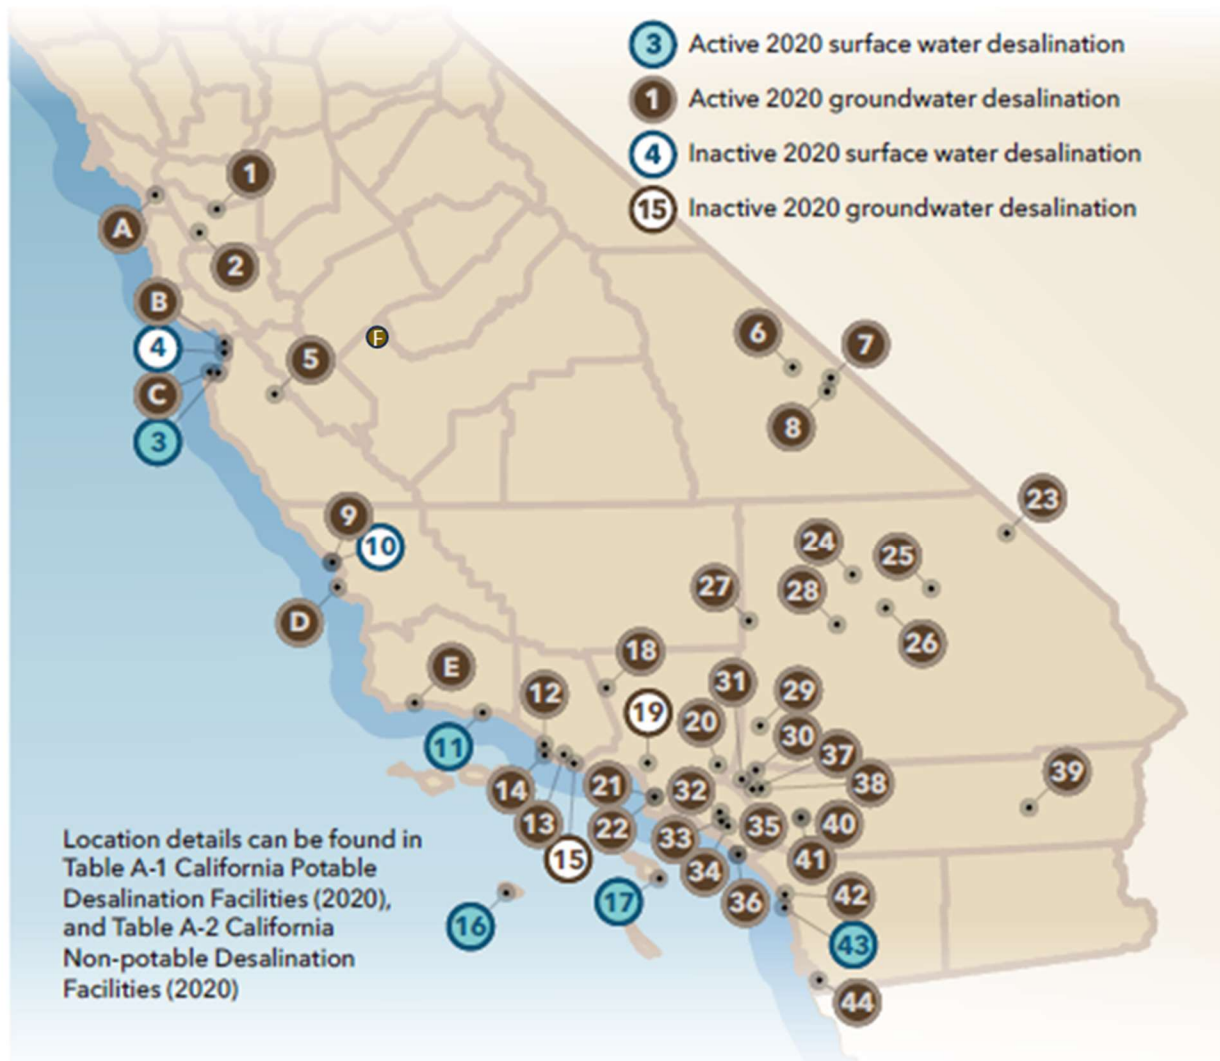 3 Active 2020 surface water desalination
1 Active 2020 groundwater desalination
4 Inactive 2020 surface water desalination
15 Inactive 2020 groundwater desalination
1
A
2
B
4
C
3
5
F
6
7
8
9
10
D
23
24
25
27
28
26
E
11
12
18
19
31
29
20
30
37
38
39
14
13
15
21
22
32
33
34
35
40
41
36
42
43
44
16
17
Location details can be found in
Table A-1 California Potable
Desalination Facilities (2020),
and Table A-2 California
Non-potable Desalination
Facilities (2020)